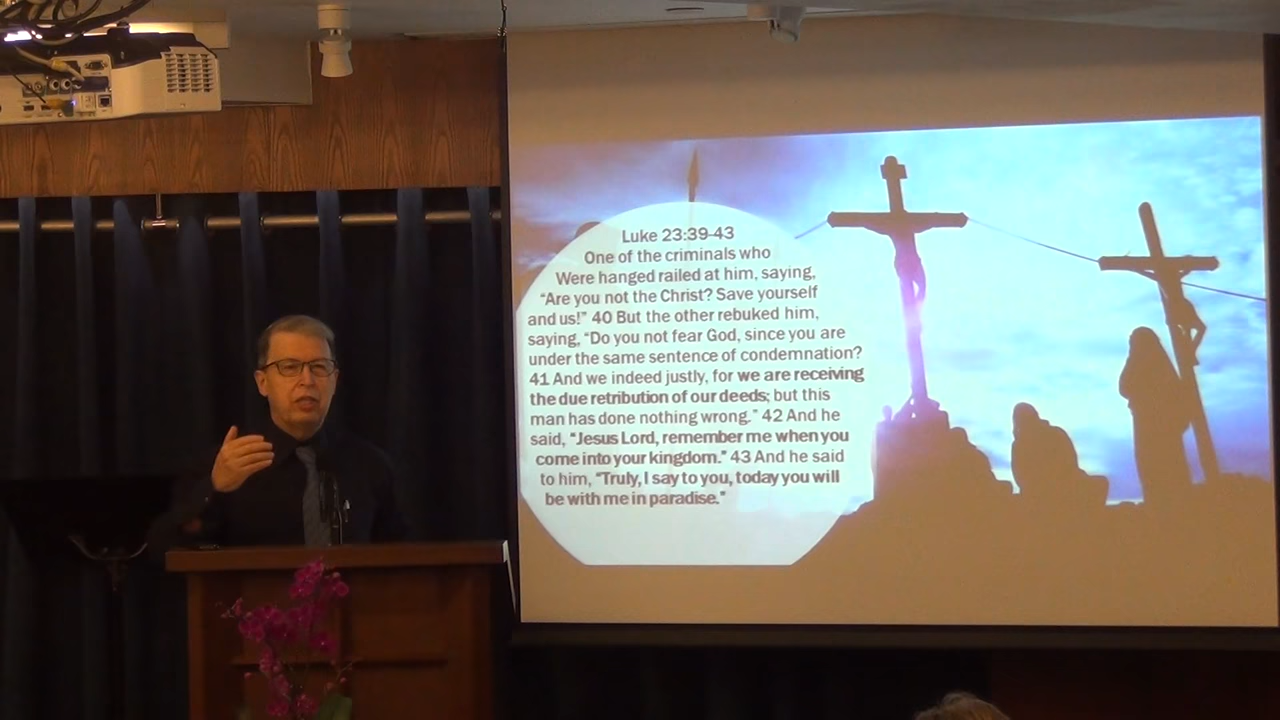 Luke 23:39-43
One of the criminals who
Were hanged railed at him, saying,
“Are you not the Christ? Save yourself
and us!” 40 But the other rebuked him,
saying, “Do you not fear God, since you are
under the same sentence of condemnation?
41 And we indeed justly, for we are receiving
the due retribution of our deeds; but this
man has done nothing wrong.” 42 And he
said, “Jesus Lord, remember me when you
come into your kingdom.” 43 And he said
to him, “Truly, I say to you, today you will
be with me in paradise.”